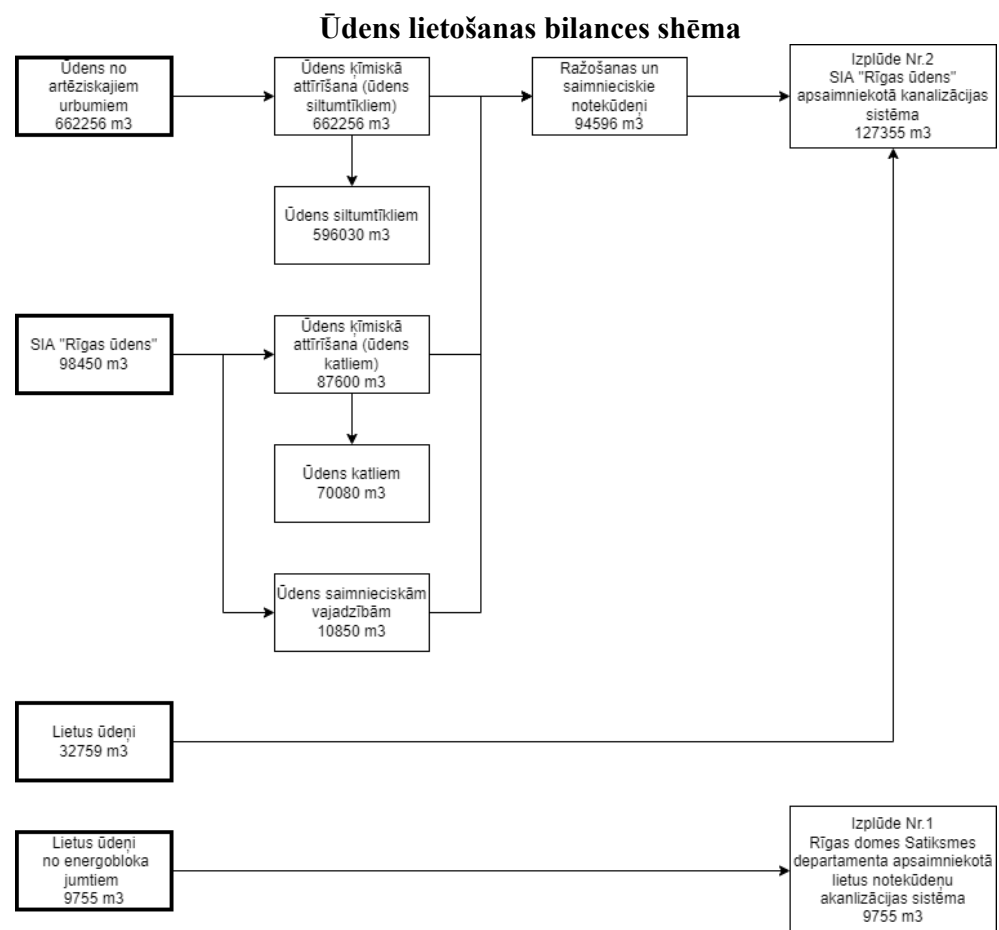 Ūdens lietošanas bilances shēma
Ūdens no
artēziskajiem
urbumiem
662256 m3
Ūdens ķīmiskā
attīrīšana (ūdens
siltumtīkliem)
662256 m3
Ražošanas un
saimnieciskie
notekūdeņi
94596 m3
Izplūde Nr.2
SIA "Rīgas ūdens"
apsaimniekotā kanalizācijas
sistēma
127355 m3
Ūdens siltumtīkliem
596030 m3
SIA "Rīgas ūdens"
98450 m3
Ūdens ķīmiskā
attīrīšana (ūdens
katliem)
87600 m3
Ūdens katliem
70080 m3
Ūdens saimnieciskām
vajadzībām
10850 m3
Lietus ūdeņi
32759 m3
Lietus ūdeņi
no energobloka
jumtiem
9755 m3
Izplūde Nr.1
Rīgas domes Satiksmes
departamenta apsaimniekotā
lietus notekūdeņu
akanlizācijas sistēma
9755 m3